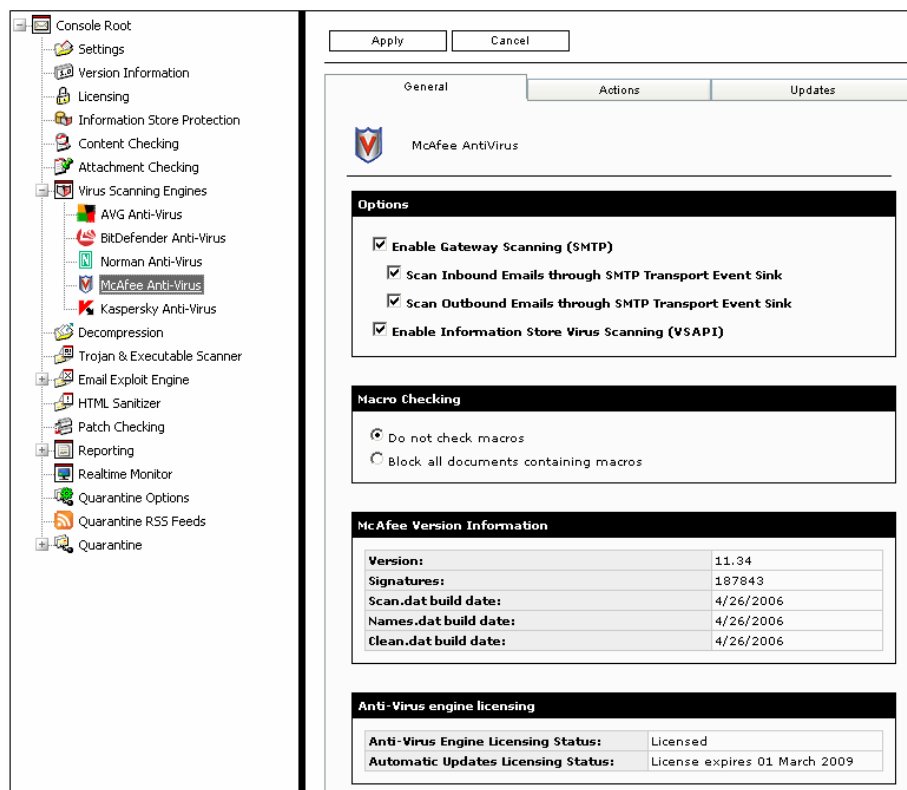 Console Root
Settings
Version Information
Licensing
Information Store Protection
Content Checking
Attachment Checking
Virus Scanning Engines
AVG Anti-Virus
BitDefender Anti-Virus
Norman Anti-Virus
McAfee Anti-Virus
Kaspersky Anti-Virus
Decompression
Trojan & Executable Scanner
Email Exploit Engine
HTML Sanitizer
Patch Checking
Reporting
Realtime Monitor
Quarantine Options
Quarantine RSS Feeds
Quarantine
Apply Cancel
General Actions Updates
McAfee AntiVirus
Options
Enable Gateway Scanning (SMTP)
Scan Inbound Emails through SMTP Transport Event Sink
Scan Outbound Emails through SMTP Transport Event Sink
Enable Information Store Virus Scanning (VSAPI)
Macro Checking
Do not check macros
Block all documents containing macros
McAfee Version Information
Version: 11.34
Signatures: 187843
Scan.dat build date: 4/26/2006
Names.dat build date: 4/26/2006
Clean.dat build date: 4/26/2006
Anti-Virus engine licensing
Anti-Virus Engine Licensing Status: Licensed
Automatic Updates Licensing Status: License expires 01 March 2009